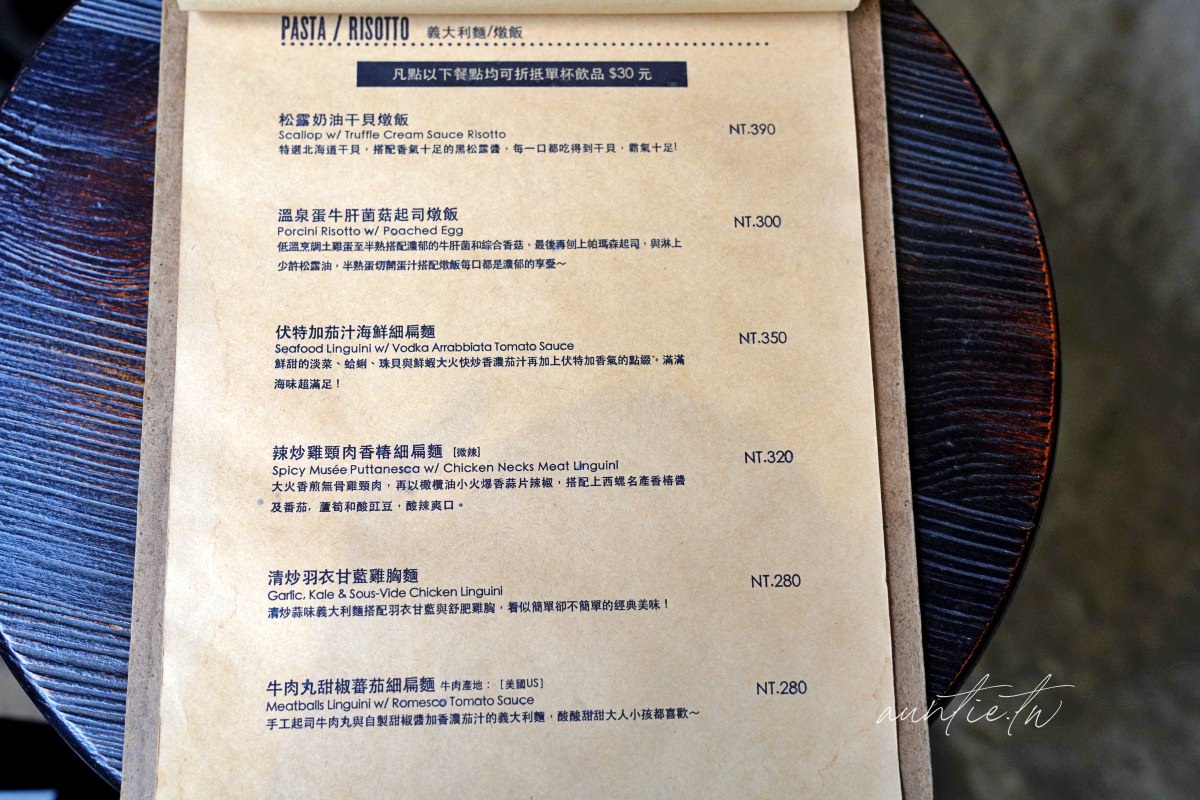 PASTA / RISOTTO 義大利麵/燉飯
凡點以下餐點均可折抵單杯飲品 $30 元
松露奶油干貝燉飯
Scallop w/ Truffle Cream Sauce Risotto
NT.390
特選北海道干貝，搭配香氣十足的黑松露醬，每一口都吃得到干貝，霸氣十足!
溫泉蛋牛肝菌菇起司燉飯
Porcini Risotto w/ Poached Egg
NT.300
低溫烹調土雞蛋至半熟搭配濃郁的牛肝菌和綜合香菇，最後再刨上帕瑪森起司，與淋上
少許松露油，半熟蛋切開蛋汁搭配燉飯每口都是濃郁的享受～
伏特加茄汁海鮮細扁麵
Seafood Linguini w/ Vodka Arrabbiata Tomato Sauce
NT.350
鮮甜的淡菜、蛤蜊、珠貝與鮮蝦大火快炒香濃茄汁再加上伏特加香氣的點綴，滿滿
海味超滿足！
辣炒雞頸肉香椿細扁麵 [微辣]
Spicy Musée Puttanesca w/ Chicken Necks Meat Linguini
NT.320
大火香煎無骨雞頸肉，再以橄欖油小火爆香蒜片辣椒，搭配上西螺名產香椿醬
及番茄，蘆筍和酸豇豆，酸辣爽口。
清炒羽衣甘藍雞胸麵
Garlic, Kale & Sous-Vide Chicken Linguini
NT.280
清炒蒜味義大利麵搭配羽衣甘藍與舒肥雞胸，看似簡單卻不簡單的經典美味！
牛肉丸甜椒蕃茄細扁麵 牛肉產地：[美國US]
Meatballs Linguini w/ Romesco Tomato Sauce
NT.280
手工起司牛肉丸與自製甜椒醬加香濃茄汁的義大利麵，酸酸甜甜大人小孩都喜歡～
auntie.tw